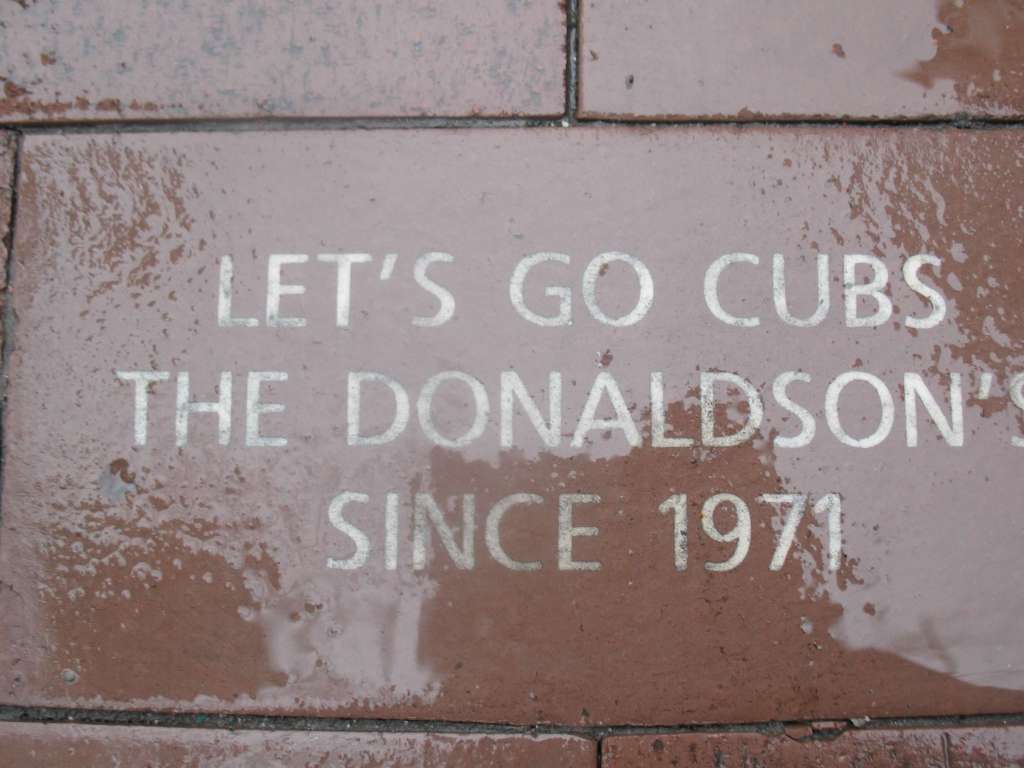 LET'S GO CUBS
THE DONALDSON'S
SINCE 1971